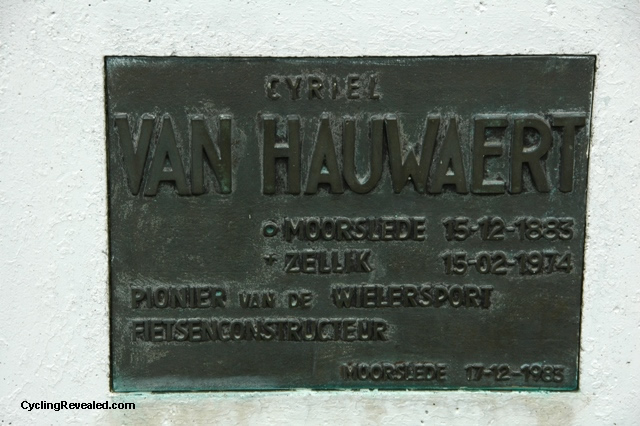 CYRIEL
VAN HAUWAERT
o MOORSLEDE 15-12-1883
+ ZELLIK 15-02-1974
PIONIER VAN DE WIELERSPORT
FIETSENCONSTRUCTEUR
MOORSLEDE 17-12-1983
CyclingRevealed.com